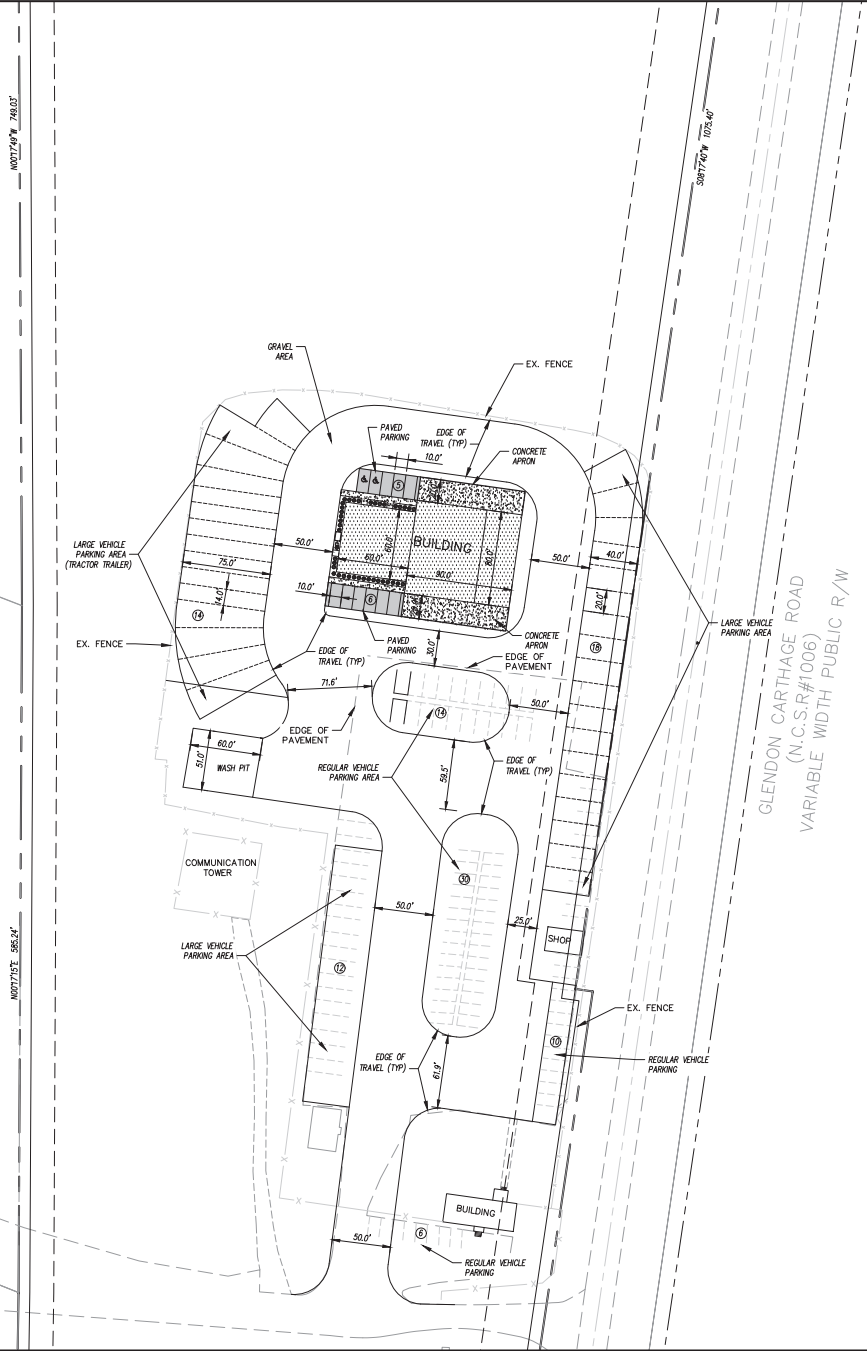 N00°17'49"W 749.03'
S08°17'40"W 1075.40'
GRAVEL
AREA
EX. FENCE
PAVED
PARKING
EDGE OF
TRAVEL (TYP)
10.0'
CONCRETE
APRON
5
BUILDING
60.0'
60.0'
90.0'
80.0'
50.0'
50.0'
40.0'
LARGE VEHICLE
PARKING AREA
(TRACTOR TRAILER)
75.0'
14.0'
14
10.0'
6
20.0'
18
LARGE VEHICLE
PARKING AREA
EX. FENCE
EDGE OF
TRAVEL (TYP)
PAVED
PARKING
30.0'
CONCRETE
APRON
EDGE OF
PAVEMENT
71.6'
14
50.0'
EDGE OF
PAVEMENT
60.0'
51.0'
WASH PIT
REGULAR VEHICLE
PARKING AREA
59.5'
EDGE OF
TRAVEL (TYP)
GLENDON CARTHAGE ROAD
(N.C.S.R#1006)
VARIABLE WIDTH PUBLIC R/W
COMMUNICATION
TOWER
30
50.0'
25.0'
SHOP
LARGE VEHICLE
PARKING AREA
12
N00°17'15"E 585.24'
EX. FENCE
10
EDGE OF
TRAVEL (TYP)
61.9'
REGULAR VEHICLE
PARKING
BUILDING
6
50.0'
REGULAR VEHICLE
PARKING